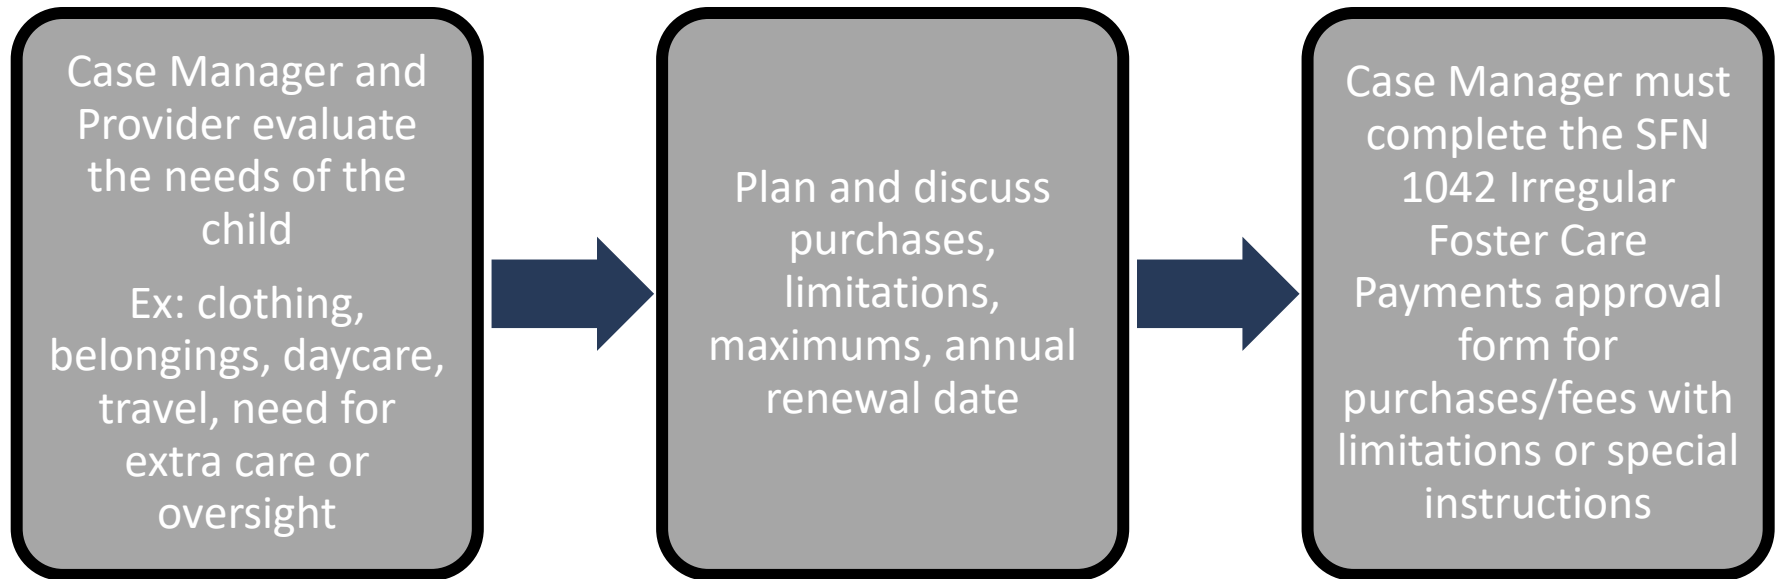 Case Manager and
Provider evaluate
the needs of the
child
Ex: clothing,
belongings, daycare,
travel, need for
extra care or
oversight
Plan and discuss
purchases,
limitations,
maximums, annual
renewal date
Case Manager must
complete the SFN
1042 Irregular
Foster Care
Payments approval
form for
purchases/fees with
limitations or special
instructions